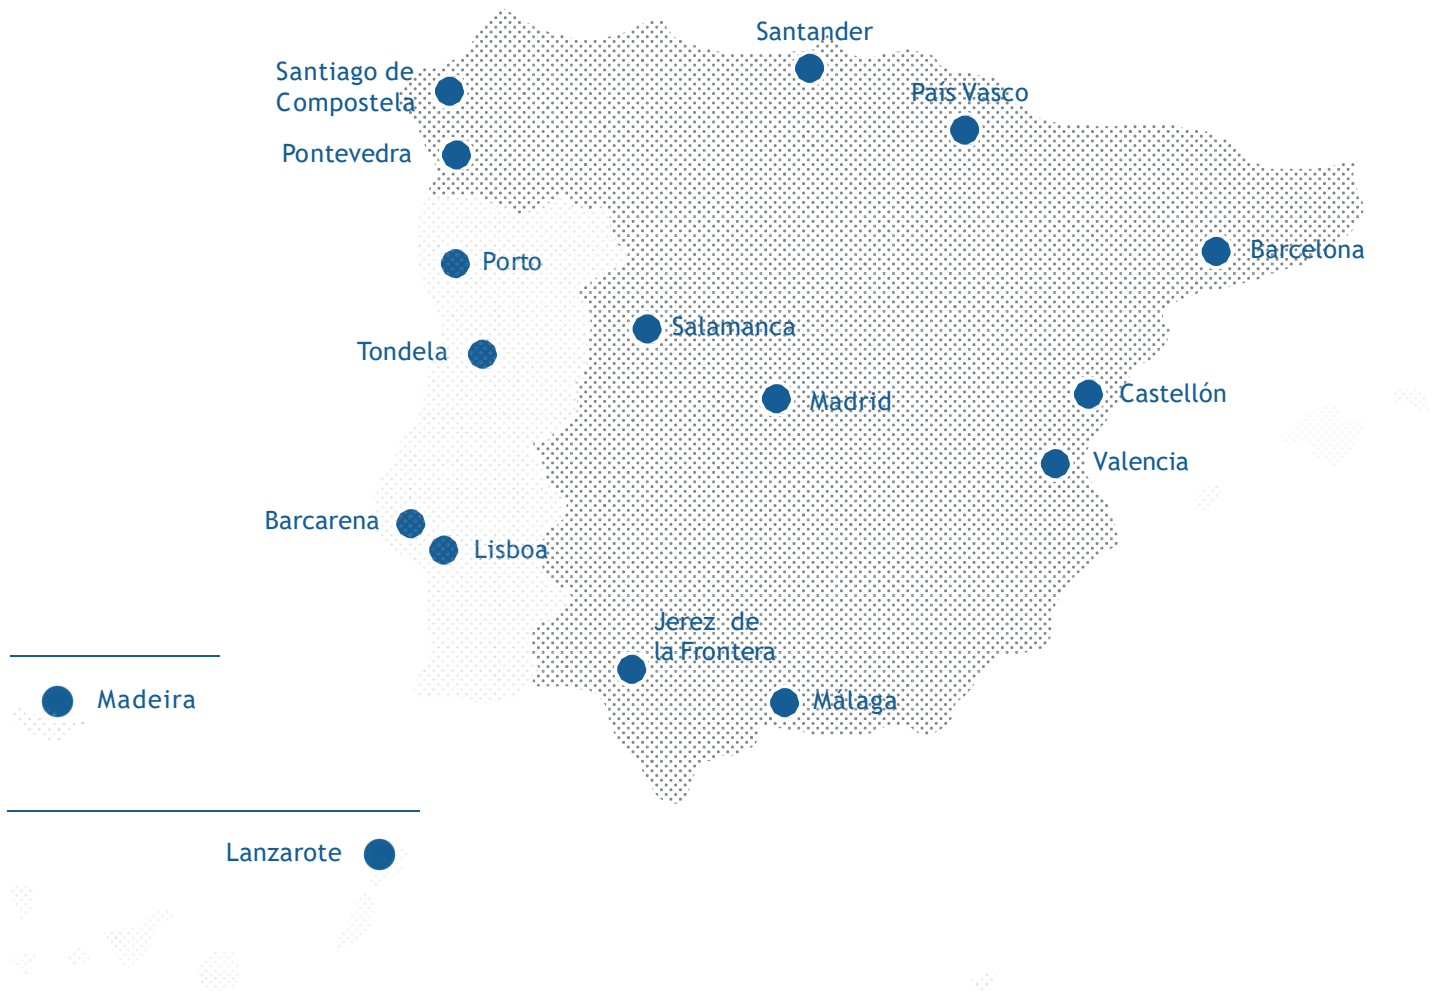 Santander
Santiago de
Compostela
País Vasco
Pontevedra
Barcelona
Porto
Salamanca
Tondela
Madrid
Castellón
Valencia
Barcarena
Lisboa
Jerez de
la Frontera
Madeira
Málaga
Lanzarote